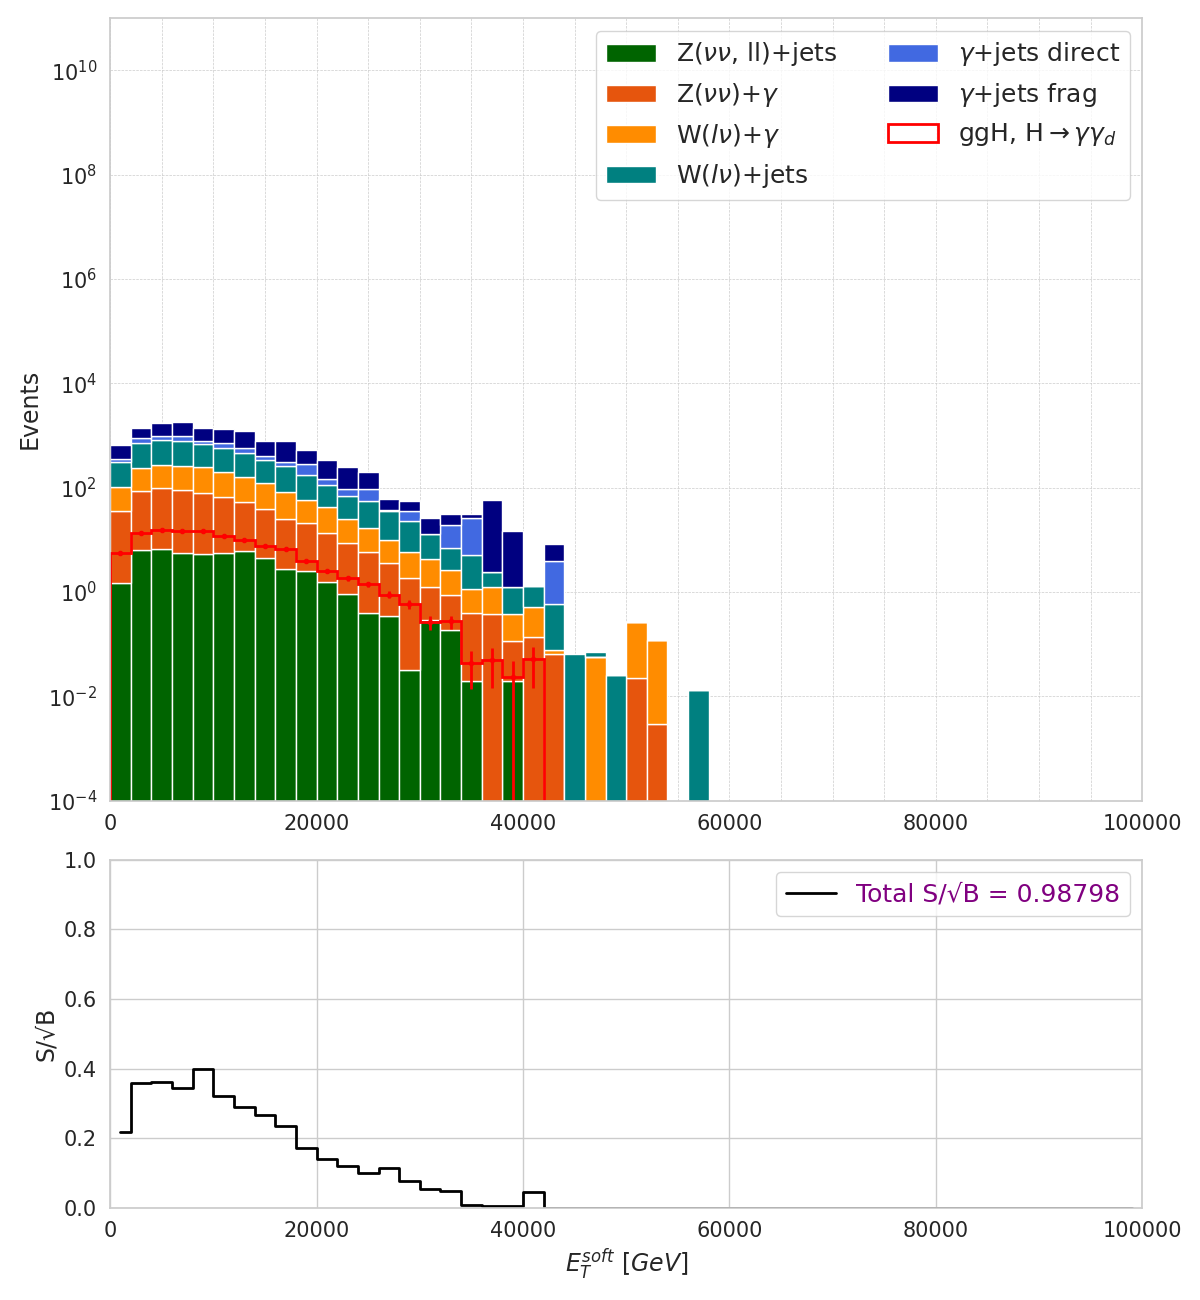 Z(νν, ll)+jets
Z(νν)+γ
W(lν)+γ
W(lν)+jets
γ+jets direct
γ+jets frag
ggH, H→γγ_d
Events
10^10
10^8
10^6
10^4
10^2
10^0
10^−2
10^−4
0 20000 40000 60000 80000 100000
Total S/√B = 0.98798
S/√B
1.0
0.8
0.6
0.4
0.2
0.0
0 20000 40000 60000 80000 100000
E_T^soft [GeV]